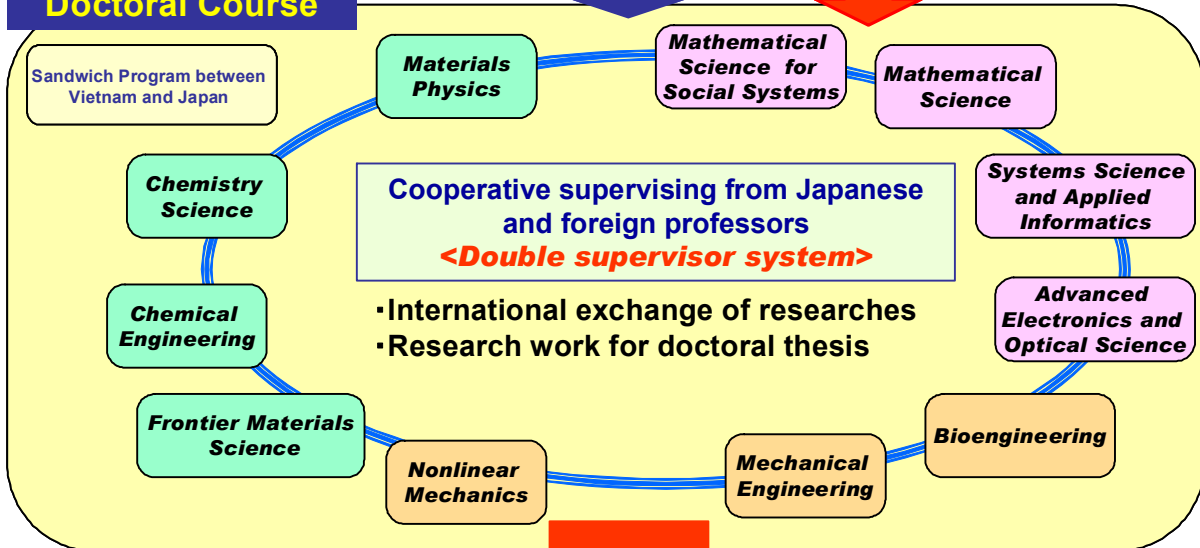 Doctoral Course
Sandwich Program between
Vietnam and Japan
Materials
Physics
Mathematical
Science for
Social Systems
Mathematical
Science
Chemistry
Science
Systems Science
and Applied
Informatics
Cooperative supervising from Japanese
and foreign professors
<Double supervisor system>
・International exchange of researches
・Research work for doctoral thesis
Chemical
Engineering
Advanced
Electronics and
Optical Science
Frontier Materials
Science
Nonlinear
Mechanics
Mechanical
Engineering
Bioengineering